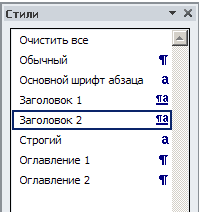 Стили
Очистить все
Обычный ¶
Основной шрифт абзаца a
Заголовок 1 ¶a
Заголовок 2 ¶a
Строгий a
Оглавление 1 ¶
Оглавление 2 ¶